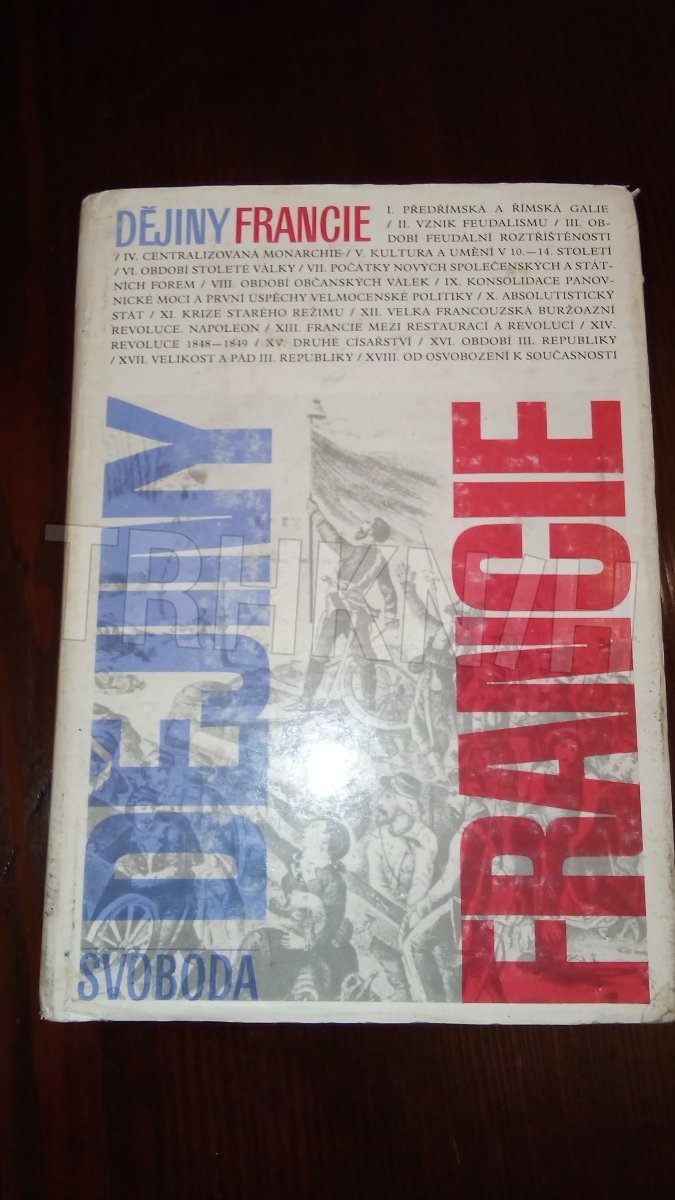 DĚJINY FRANCIE
I. PŘEDŘÍMSKÁ A ŘÍMSKÁ GALIE
/ II. VZNIK FEUDALISMU / III. OB-
DOBÍ FEUDÁLNÍ ROZTŘÍŠTĚNOSTI
/ IV. CENTRALIZOVANÁ MONARCHIE / V. KULTURA A UMĚNÍ V 10.—14. STOLETÍ
/ VI. OBDOBÍ STOLETÉ VÁLKY / VII. POČÁTKY NOVÝCH SPOLEČENSKÝCH A STÁT-
NÍCH FOREM / VIII. OBDOBÍ OBČANSKÝCH VÁLEK / IX. KONSOLIDACE PANOV-
NICKÉ MOCI A PRVNÍ ÚSPĚCHY VELMOCENSKÉ POLITIKY / X. ABSOLUTISTICKÝ
STÁT / XI. KRIZE STARÉHO REŽIMU / XII. VELKÁ FRANCOUZSKÁ BURŽOAZNÍ
REVOLUCE. NAPOLEON / XIII. FRANCIE MEZI RESTAURACÍ A REVOLUCÍ / XIV.
REVOLUCE 1848—1849 / XV. DRUHÉ CÍSAŘSTVÍ / XVI. OBDOBÍ III. REPUBLIKY
/ XVII. VELIKOST A PÁD III. REPUBLIKY / XVIII. OD OSVOBOZENÍ K SOUČASNOSTI
DĚJINY
FRANCIE
TRHKNIH
SVOBODA